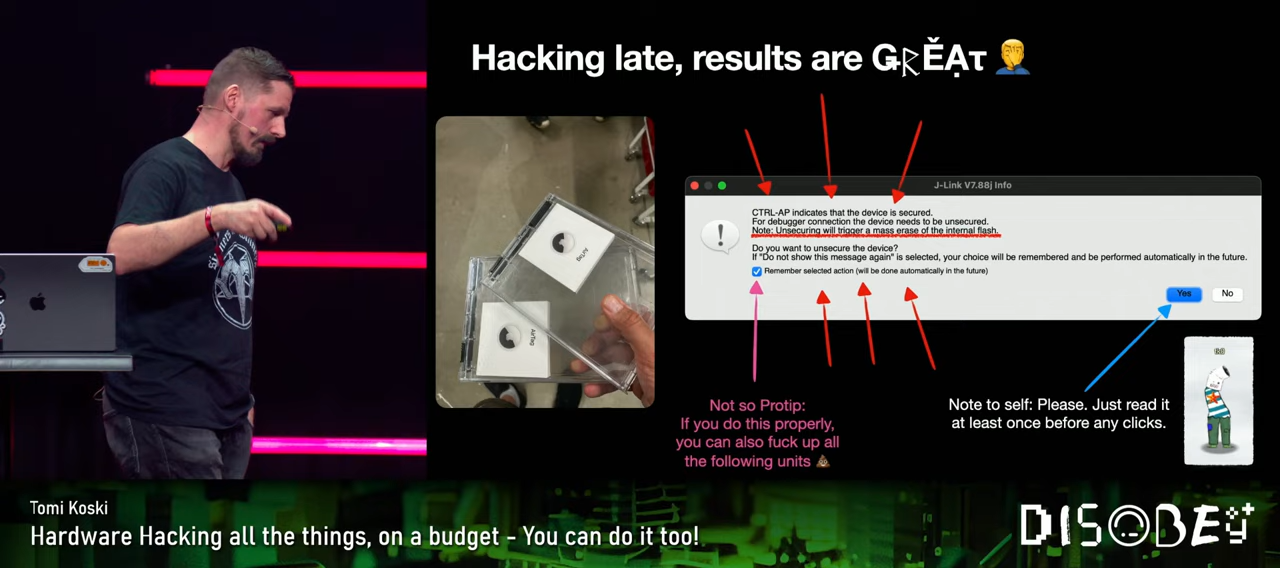 Hacking late, results are GRĚẠT 🤦‍♂️
AirTag
AirTag
J-Link V7.88j Info
CTRL-AP indicates that the device is secured.
For debugger connection the device needs to be unsecured.
Note: Unsecuring will trigger a mass erase of the internal flash.
Do you want to unsecure the device?
If "Do not show this message again" is selected, your choice will be remembered and be performed automatically in the future.
Remember selected action (will be done automatically in the future)
Yes
No
Not so Protip:
If you do this properly,
you can also fuck up all
the following units 💩
Note to self: Please. Just read it
at least once before any clicks.
Tomi Koski
Hardware Hacking all the things, on a budget - You can do it too!
DISOBEY